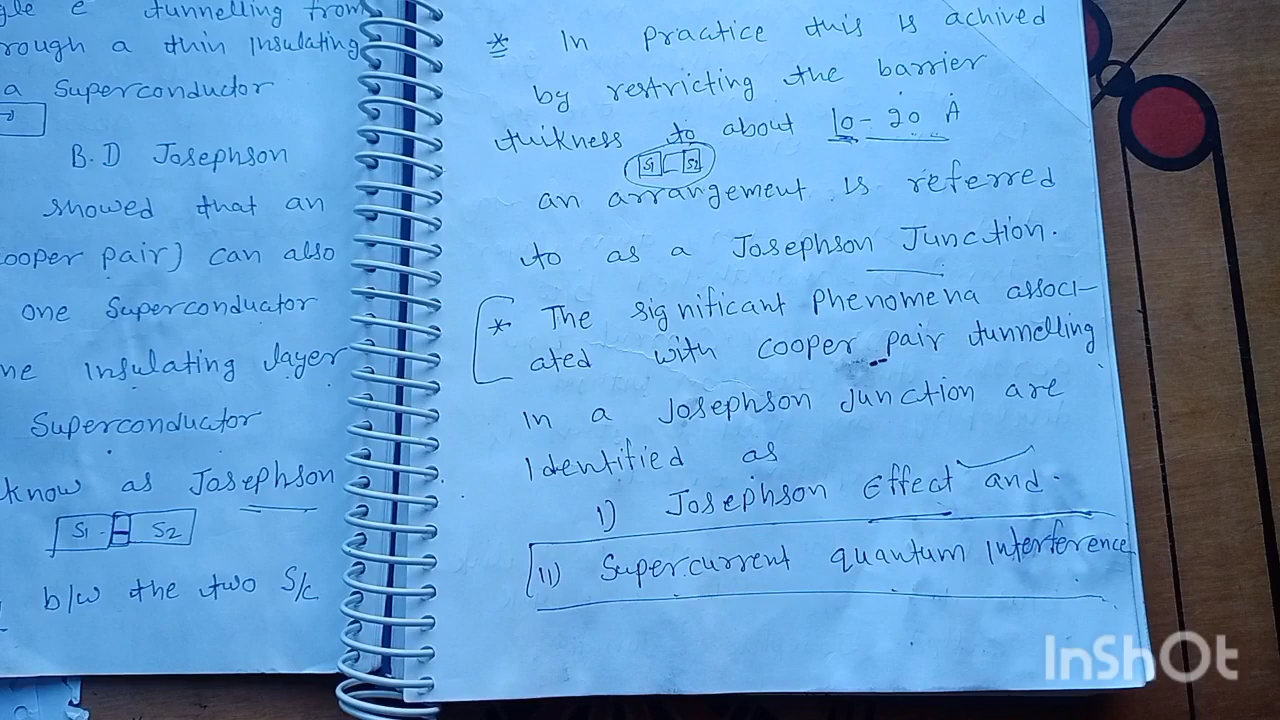 gle e tunnelling from
rough a thin insulating
a Superconductor
B.D Josephson
showed that an
cooper pair) can also
one Superconductor
ne insulating layer
Superconductor
know as Josephson
S1 S2
b/w the two S/c
* In practice this is achived
by restricting the barrier
thikness to about 10-20 Å
S1 S2
an arrangement is referred
to as a Josephson Junction.
* The significant Phenomena associ-
ated with cooper pair tunnelling
in a Josephson junction are
Identified as
i) Josephson effect and.
ii) Supercurrent quantum interference
InShOt